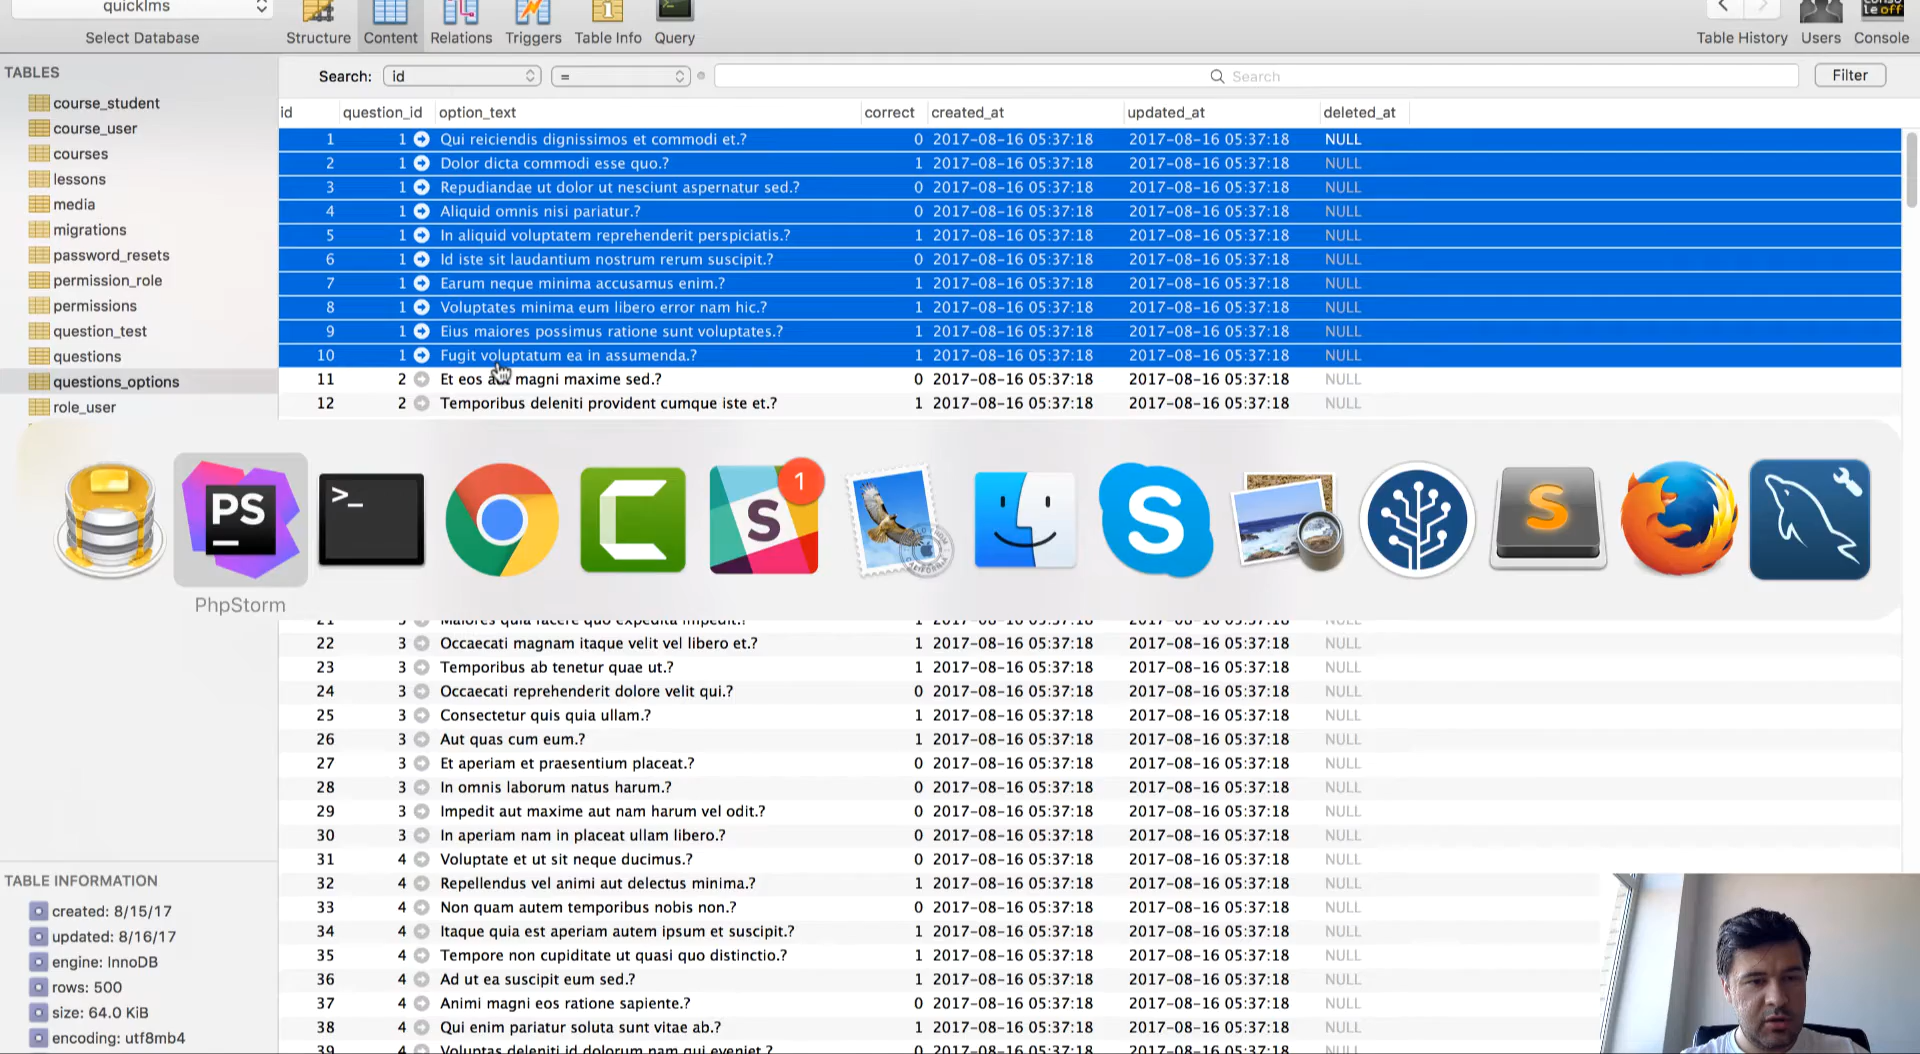 quicklms
Select Database
Structure
Content
Relations
Triggers
Table Info
Query
Table History
Users
Console
le off
TABLES
course_student
course_user
courses
lessons
media
migrations
password_resets
permission_role
permissions
question_test
questions
questions_options
role_user
Search: id = Search Filter
id question_id option_text correct created_at updated_at deleted_at
1 1 Qui reiciendis dignissimos et commodi et.? 0 2017-08-16 05:37:18 2017-08-16 05:37:18 NULL
2 1 Dolor dicta commodi esse quo.? 1 2017-08-16 05:37:18 2017-08-16 05:37:18 NULL
3 1 Repudiandae ut dolor ut nesciunt aspernatur sed.? 0 2017-08-16 05:37:18 2017-08-16 05:37:18 NULL
4 1 Aliquid omnis nisi pariatur.? 0 2017-08-16 05:37:18 2017-08-16 05:37:18 NULL
5 1 In aliquid voluptatem reprehenderit perspiciatis.? 1 2017-08-16 05:37:18 2017-08-16 05:37:18 NULL
6 1 Id iste sit laudantium nostrum rerum suscipit.? 0 2017-08-16 05:37:18 2017-08-16 05:37:18 NULL
7 1 Earum neque minima accusamus enim.? 1 2017-08-16 05:37:18 2017-08-16 05:37:18 NULL
8 1 Voluptates minima eum libero error nam hic.? 1 2017-08-16 05:37:18 2017-08-16 05:37:18 NULL
9 1 Eius maiores possimus ratione sunt voluptates.? 1 2017-08-16 05:37:18 2017-08-16 05:37:18 NULL
10 1 Fugit voluptatum ea in assumenda.? 1 2017-08-16 05:37:18 2017-08-16 05:37:18 NULL
11 2 Et eos magni maxime sed.? 0 2017-08-16 05:37:18 2017-08-16 05:37:18 NULL
12 2 Temporibus deleniti provident cumque iste et.? 1 2017-08-16 05:37:18 2017-08-16 05:37:18 NULL
PS
>_
1
S
S
S
PhpStorm
22 3 Occaecati magnam itaque velit vel libero et.? 1 2017-08-16 05:37:18 2017-08-16 05:37:18 NULL
23 3 Temporibus ab tenetur quae ut.? 1 2017-08-16 05:37:18 2017-08-16 05:37:18 NULL
24 3 Occaecati reprehenderit dolore velit qui.? 0 2017-08-16 05:37:18 2017-08-16 05:37:18 NULL
25 3 Consectetur quis quia ullam.? 1 2017-08-16 05:37:18 2017-08-16 05:37:18 NULL
26 3 Aut quas cum eum.? 1 2017-08-16 05:37:18 2017-08-16 05:37:18 NULL
27 3 Et aperiam et praesentium placeat.? 0 2017-08-16 05:37:18 2017-08-16 05:37:18 NULL
28 3 In omnis laborum natus harum.? 0 2017-08-16 05:37:18 2017-08-16 05:37:18 NULL
29 3 Impedit aut maxime aut nam harum vel odit.? 0 2017-08-16 05:37:18 2017-08-16 05:37:18 NULL
30 3 In aperiam nam in placeat ullam libero.? 0 2017-08-16 05:37:18 2017-08-16 05:37:18 NULL
31 4 Voluptate et ut sit neque ducimus.? 0 2017-08-16 05:37:18 2017-08-16 05:37:18 NULL
32 4 Repellendus vel animi aut delectus minima.? 1 2017-08-16 05:37:18 2017-08-16 05:37:18 NULL
33 4 Non quam autem temporibus nobis non.? 0 2017-08-16 05:37:18 2017-08-16 05:37:18 NULL
34 4 Itaque quia est aperiam autem ipsum et suscipit.? 1 2017-08-16 05:37:18 2017-08-16 05:37:18 NULL
35 4 Tempore non cupiditate ut quasi quo distinctio.? 1 2017-08-16 05:37:18 2017-08-16 05:37:18 NULL
36 4 Ad ut ea suscipit eum sed.? 1 2017-08-16 05:37:18 2017-08-16 05:37:18 NULL
37 4 Animi magni eos ratione sapiente.? 0 2017-08-16 05:37:18 2017-08-16 05:37:18 NULL
38 4 Qui enim pariatur soluta sunt vitae ab.? 1 2017-08-16 05:37:18 2017-08-16 05:37:18 NULL
39 4 Voluptas deleniti id dolorum nam qui eveniet.? 0 2017-08-16 05:37:18 2017-08-16 05:37:18 NULL
TABLE INFORMATION
created: 8/15/17
updated: 8/16/17
engine: InnoDB
rows: 500
size: 64.0 KiB
encoding: utf8mb4